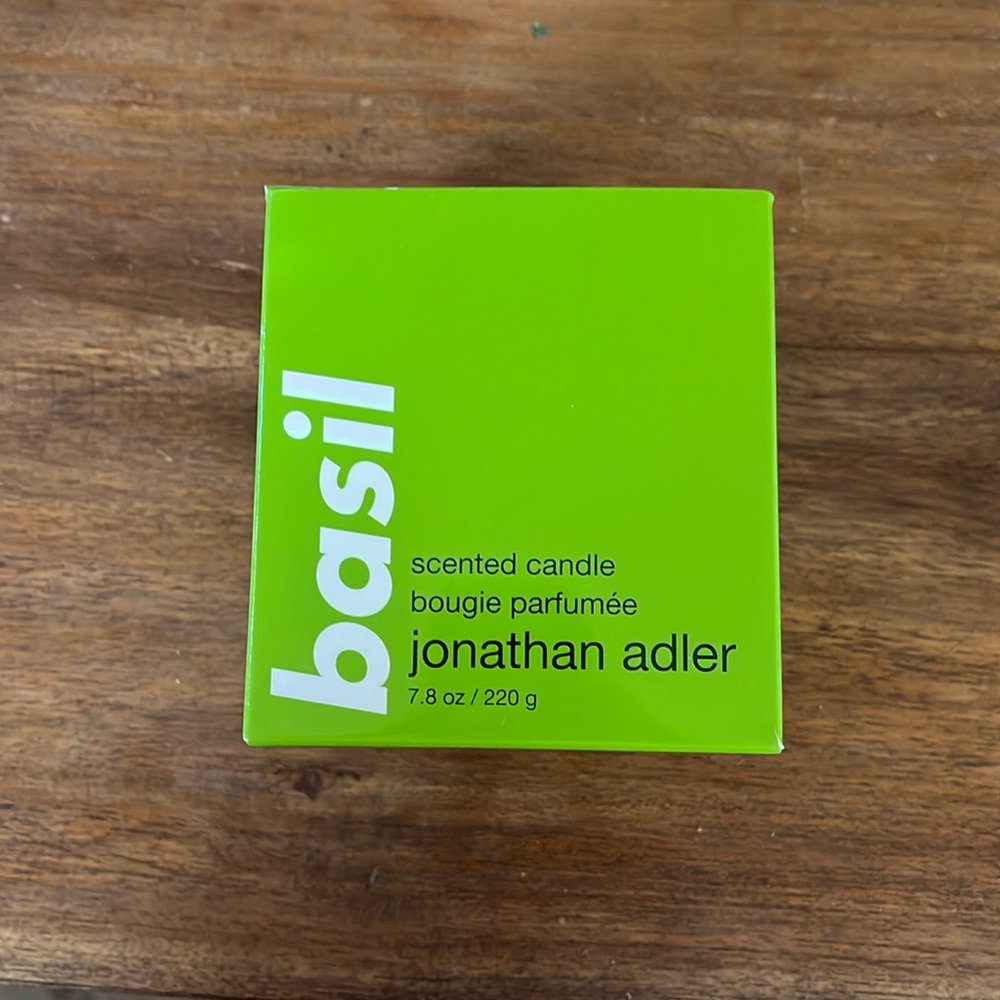 basil
scented candle
bougie parfumée
jonathan adler
7.8 oz / 220 g